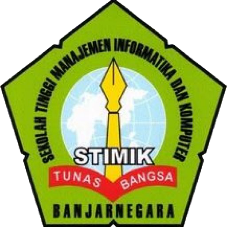 SEKOLAH TINGGI MANAJEMEN INFORMATIKA DAN KOMPUTER
STIMIK
TUNAS BANGSA
BANJARNEGARA